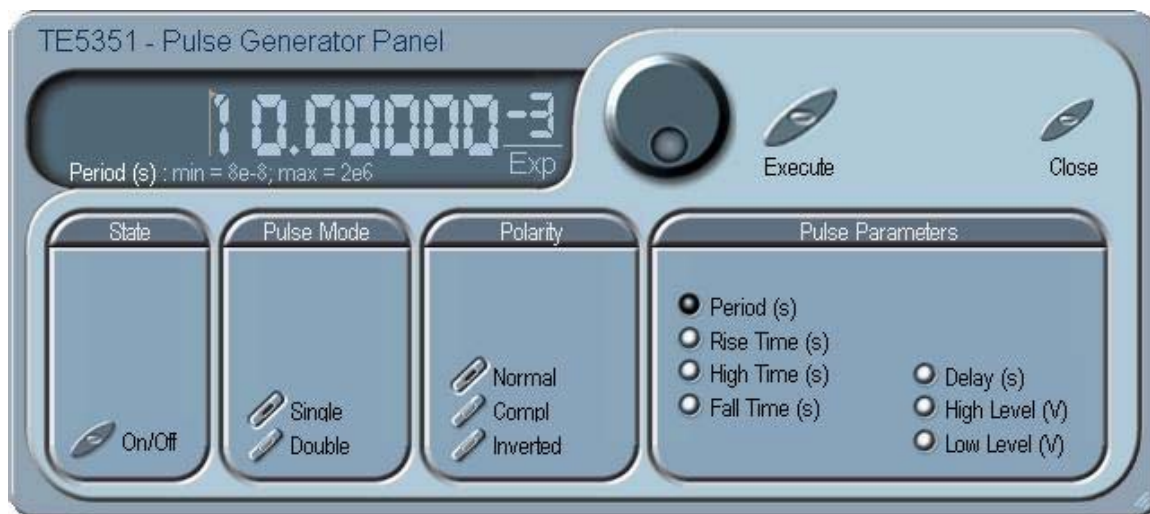 TE5351 - Pulse Generator Panel
10.00000-3
Exp
Period (s) : min = 8e-8; max = 2e6
Execute
Close
State
Pulse Mode
Polarity
Pulse Parameters
On/Off
Single
Double
Normal
Compl
Inverted
Period (s)
Rise Time (s)
High Time (s)
Fall Time (s)
Delay (s)
High Level (V)
Low Level (V)